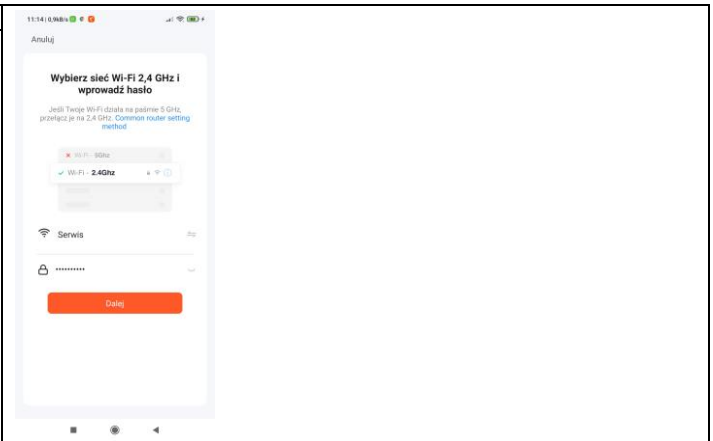 11:14 | 0,9kB/s
Anuluj
Wybierz sieć Wi-Fi 2,4 GHz i
wprowadź hasło
Jeśli Twoje Wi-Fi działa na paśmie 5 GHz,
przełącz je na 2,4 GHz. Common router setting
method
Wi-Fi - 5Ghz
Wi-Fi - 2.4Ghz
Serwis
••••••••••
Dalej